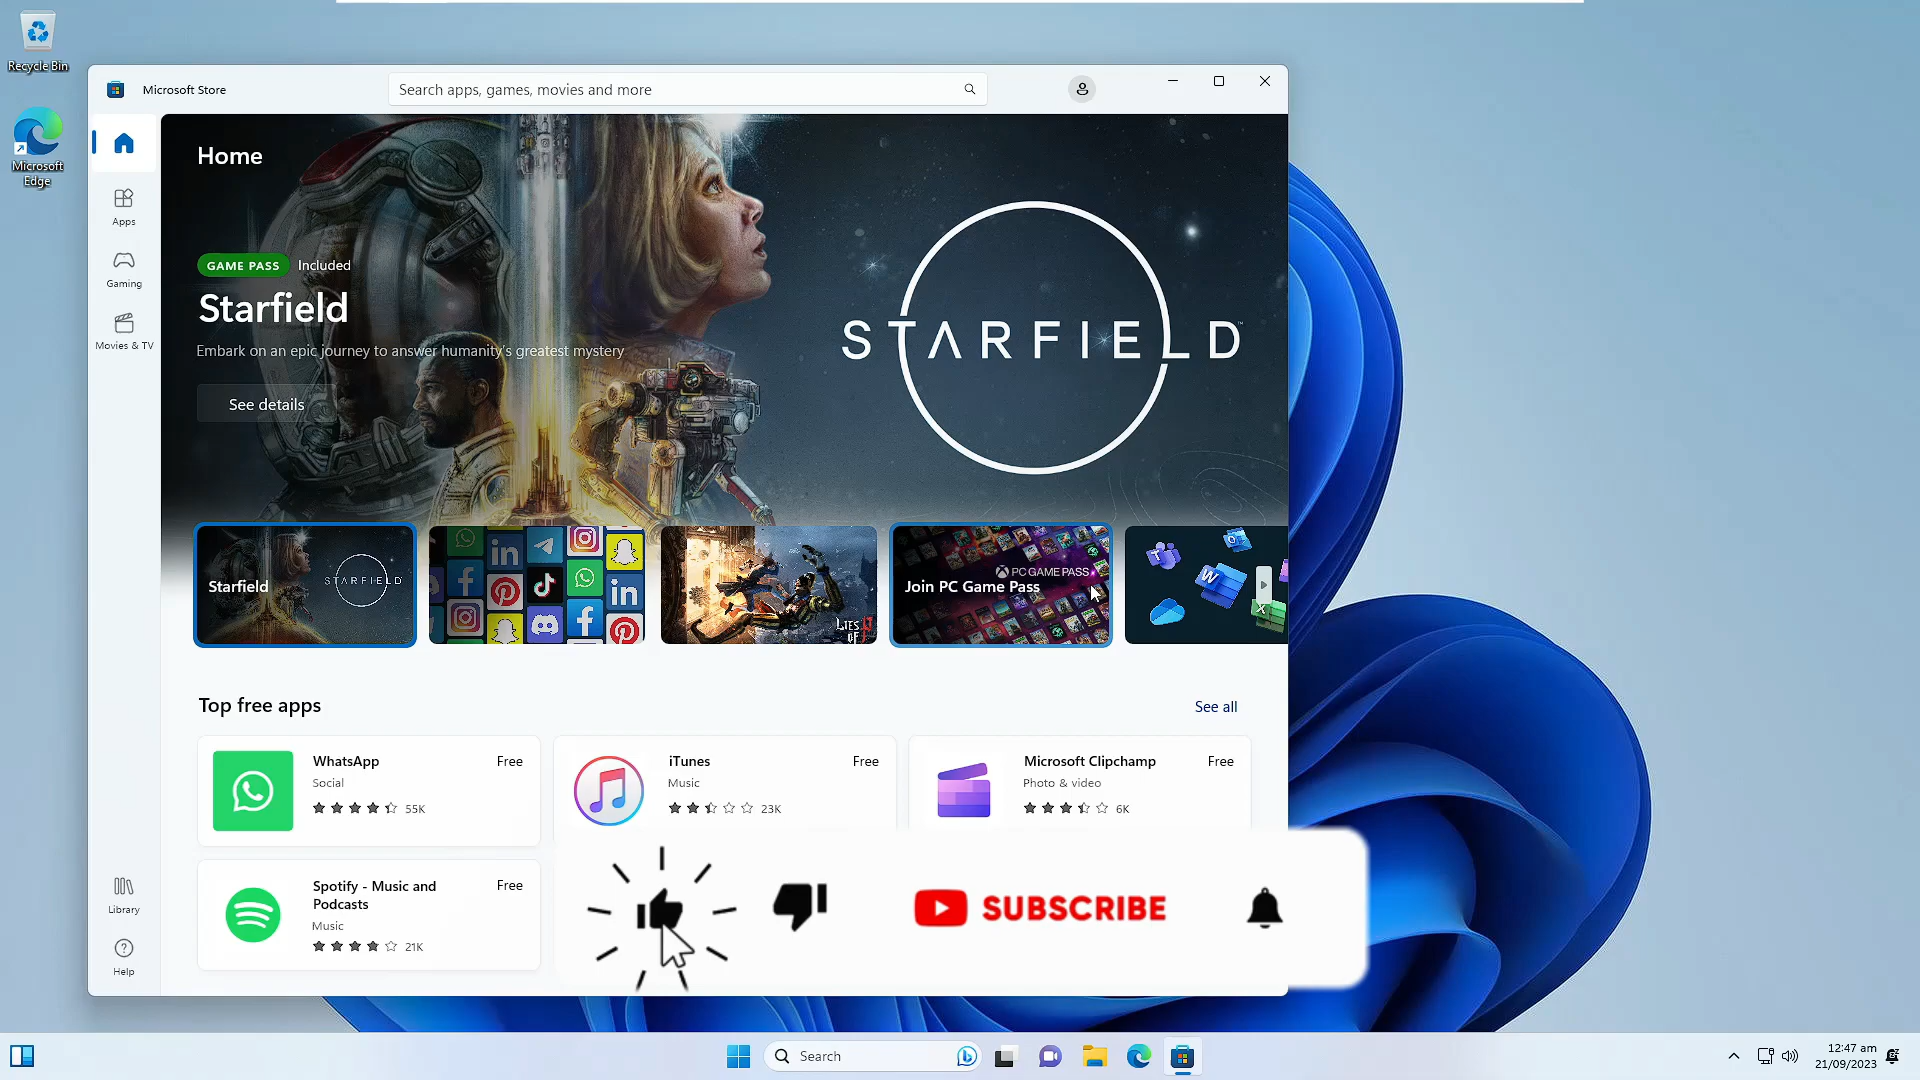 Recycle Bin
Microsoft
Edge
Microsoft Store
Search apps, games, movies and more
Home
Apps
Gaming
Movies & TV
GAME PASS Included
Starfield
Embark on an epic journey to answer humanity's greatest mystery
See details
STARFIELD
Starfield
STARFIELD
LIES OF P
PC GAME PASS
Join PC Game Pass
Top free apps
See all
WhatsApp Free
Social
55K
iTunes Free
Music
23K
Microsoft Clipchamp Free
Photo & video
6K
Spotify - Music and Free
Podcasts
Music
21K
SUBSCRIBE
Library
Help
Search
12:47 am
21/09/2023